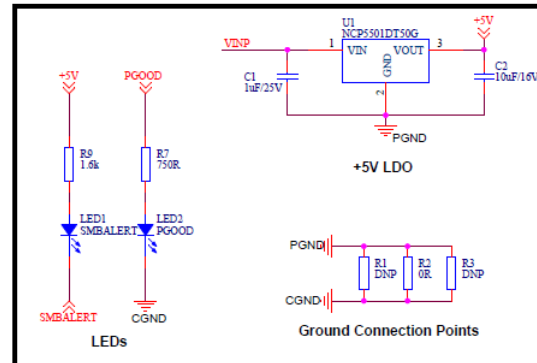 +5V
PGOOD
R9
1.6k
R7
750R
LED1
SMBALERT
LED2
PGOOD
SMBALERT
CGND
LEDs
U1
NCP5501DT50G
VINP
1
VIN
VOUT
3
+5V
GND
2
C1
1uF/25V
C2
10uF/16V
PGND
+5V LDO
PGND
R1
DNP
R2
0R
R3
DNP
CGND
Ground Connection Points